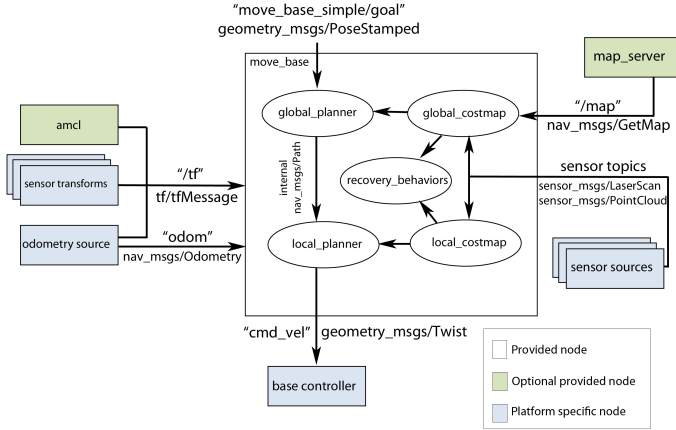 “move_base_simple/goal”
geometry_msgs/PoseStamped
move_base
map_server
global_planner
global_costmap
“/map”
nav_msgs/GetMap
amcl
“/tf”
tf/tfMessage
sensor transforms
internal
nav_msgs/Path
recovery_behaviors
sensor topics
sensor_msgs/LaserScan
sensor_msgs/PointCloud
odometry source
“odom”
nav_msgs/Odometry
local_planner
local_costmap
sensor sources
“cmd_vel”
geometry_msgs/Twist
base controller
Provided node
Optional provided node
Platform specific node